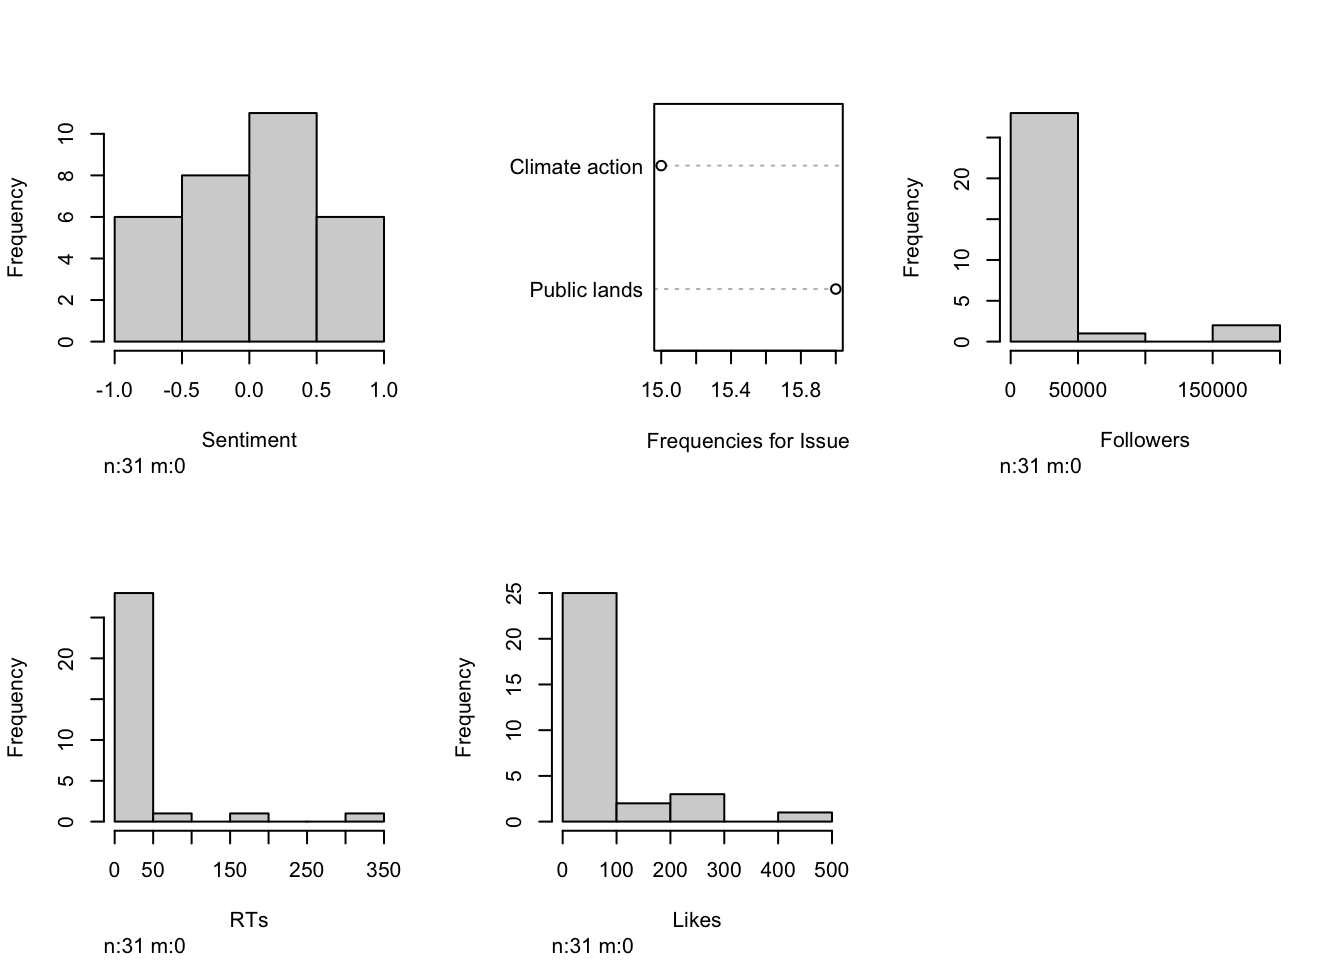 Frequency
10
8
6
4
2
0
-1.0 -0.5 0.0 0.5 1.0
Sentiment
n:31 m:0
Climate action
Public lands
15.0 15.4 15.8
Frequencies for Issue
Frequency
20
10
5
0
0 50000 150000
Followers
n:31 m:0
Frequency
20
10
5
0
0 50 150 250 350
RTs
n:31 m:0
Frequency
25
20
15
10
5
0
0 100 200 300 400 500
Likes
n:31 m:0